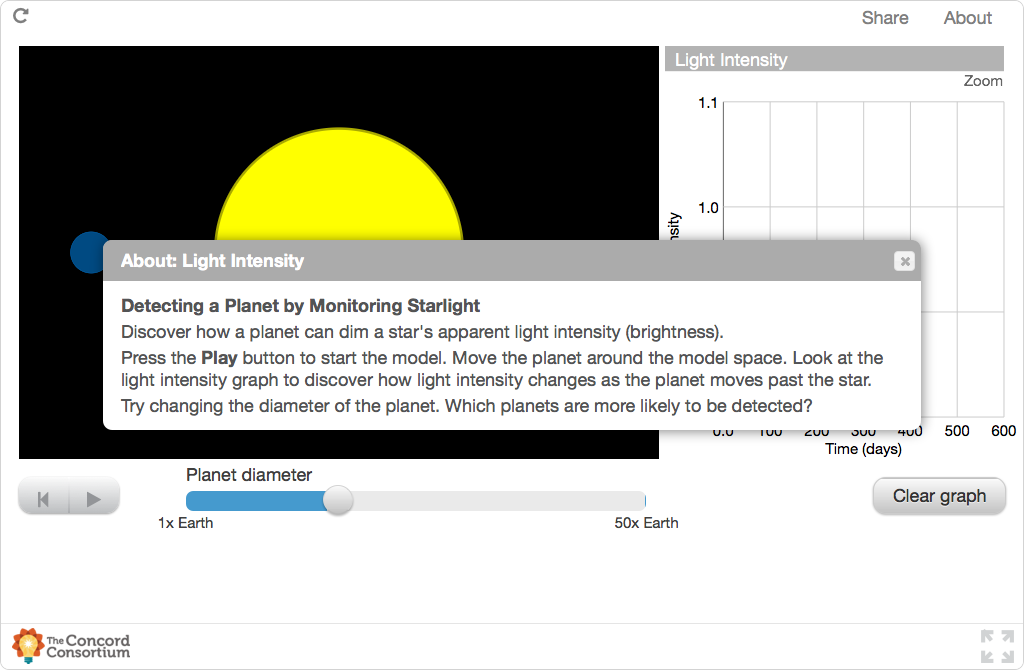 Share About
Light Intensity
Zoom
1.1
1.0
About: Light Intensity
Detecting a Planet by Monitoring Starlight
Discover how a planet can dim a star's apparent light intensity (brightness).
Press the Play button to start the model. Move the planet around the model space. Look at the
light intensity graph to discover how light intensity changes as the planet moves past the star.
Try changing the diameter of the planet. Which planets are more likely to be detected?
0.0 100 200 300 400 500 600
Time (days)
Planet diameter
1x Earth 50x Earth
Clear graph
The Concord
Consortium